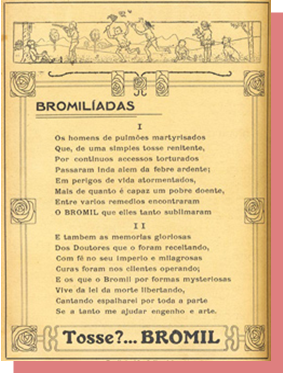 BROMILÍADAS
I
Os homens de pulmões martyrisados
Que, de uma simples tosse renitente,
Por continuos accessos torturados
Passaram inda alem da febre ardente;
Em perigos de vida atormentados,
Mais de quanto é capaz um pobre doente,
Entre varios remedios encontraram
O BROMIL que elles tanto sublimaram
II
E tambem as memorias gloriosas
Dos Doutores que o foram receitando,
Com fé no seu imperio e milagrosas
Curas foram nos clientes operando;
E os que o Bromil por formas mysteriosas
Vive da lei da morte libertando,
Cantando espalharei por toda a parte
Se a tanto me ajudar engenho e arte.
Tosse?... BROMIL